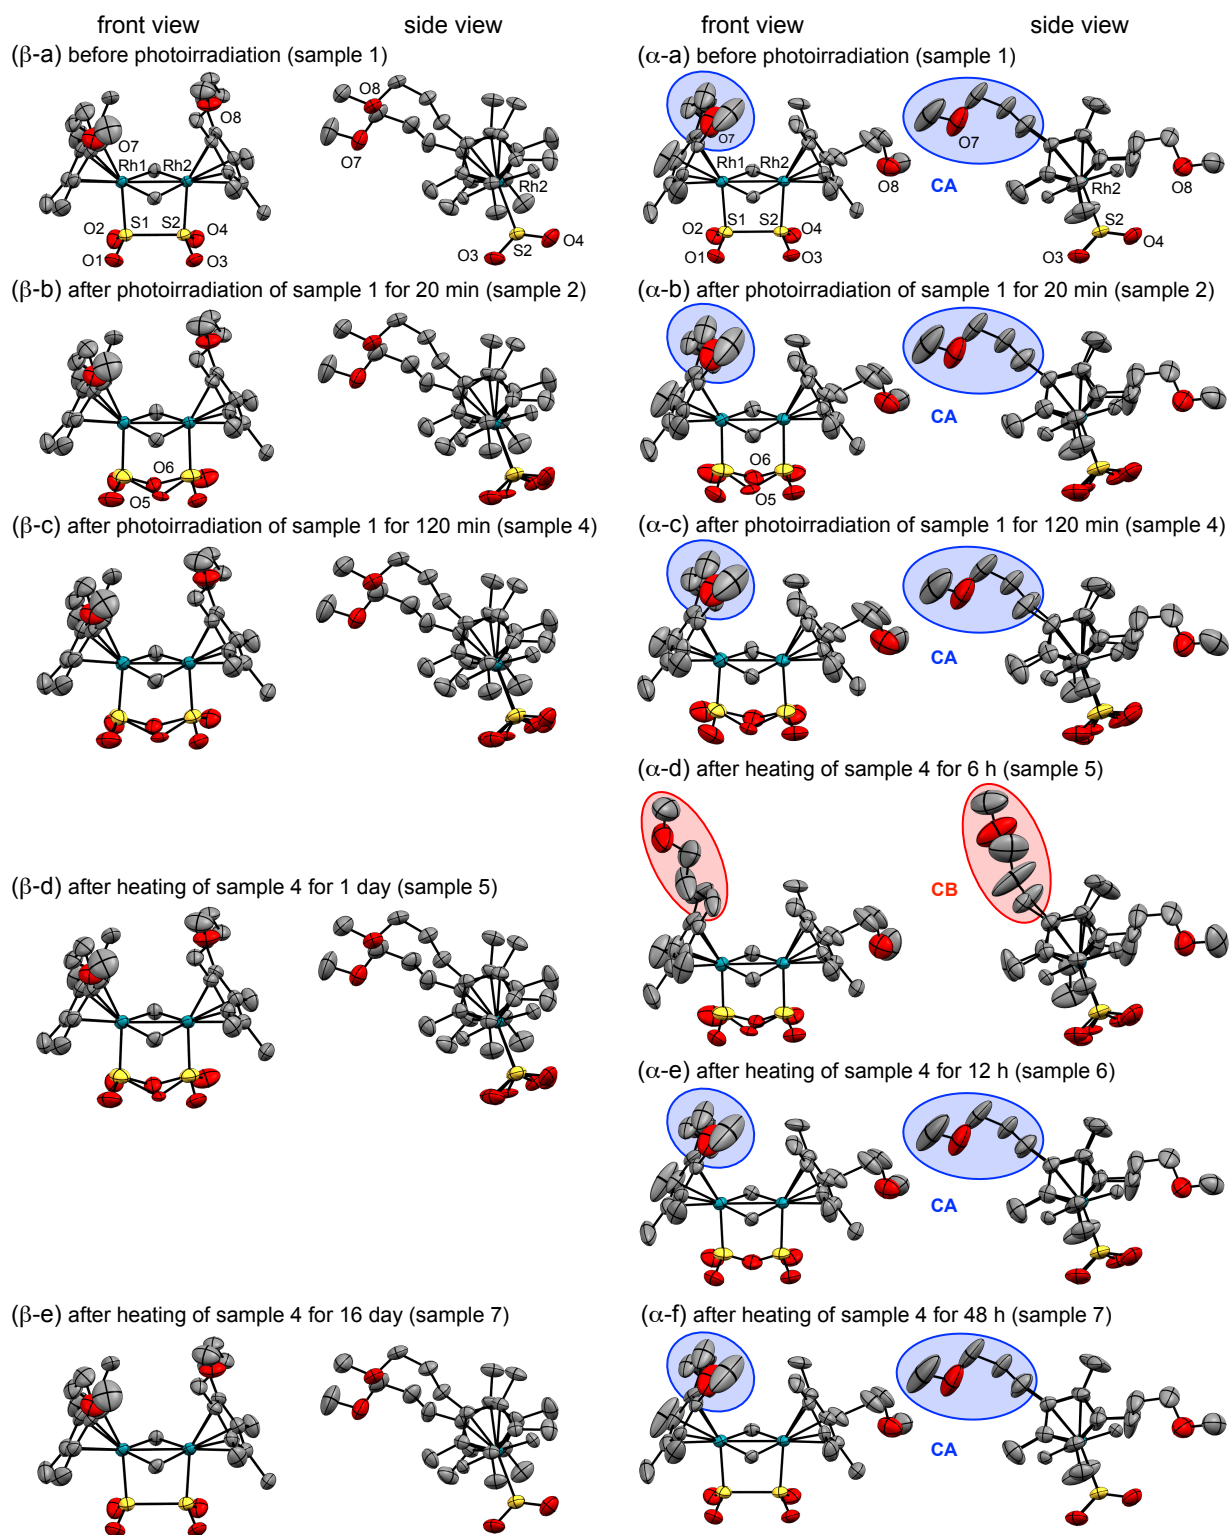 front view
side view
front view
side view
(β-a) before photoirradiation (sample 1)
(α-a) before photoirradiation (sample 1)
O8
O7
Rh1
Rh2
S1
S2
O2
O4
O1
O3
O8
O7
Rh2
O4
S2
O3
O7
Rh1
Rh2
O8
S1
S2
O2
O4
O1
O3
O7
CA
Rh2
O8
S2
O4
O3
(β-b) after photoirradiation of sample 1 for 20 min (sample 2)
(α-b) after photoirradiation of sample 1 for 20 min (sample 2)
O6
O5
O6
O5
CA
(β-c) after photoirradiation of sample 1 for 120 min (sample 4)
(α-c) after photoirradiation of sample 1 for 120 min (sample 4)
CA
(α-d) after heating of sample 4 for 6 h (sample 5)
CB
(β-d) after heating of sample 4 for 1 day (sample 5)
(α-e) after heating of sample 4 for 12 h (sample 6)
CA
(β-e) after heating of sample 4 for 16 day (sample 7)
(α-f) after heating of sample 4 for 48 h (sample 7)
CA